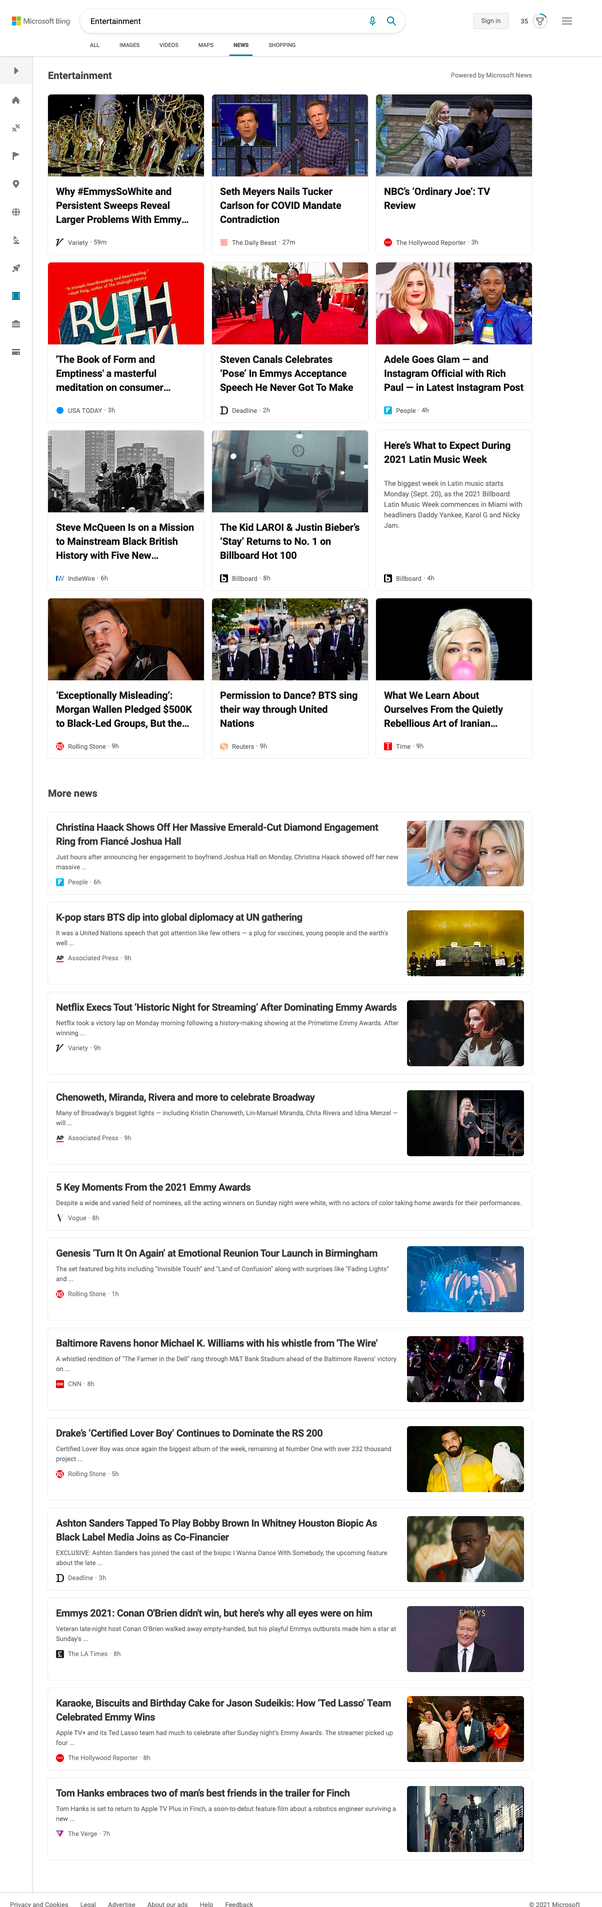 Microsoft Bing
Entertainment
Sign in
35
ALL
IMAGES
VIDEOS
MAPS
NEWS
SHOPPING
Entertainment
Powered by Microsoft News
Why #EmmysSoWhite and
Persistent Sweeps Reveal
Larger Problems With Emmy...
Variety · 59m
Seth Meyers Nails Tucker
Carlson for COVID Mandate
Contradiction
The Daily Beast · 27m
NBC's 'Ordinary Joe': TV
Review
The Hollywood Reporter · 3h
RUTH
'The Book of Form and
Emptiness' a masterful
meditation on consumer...
USA TODAY · 3h
Steven Canals Celebrates
'Pose' In Emmys Acceptance
Speech He Never Got To Make
Deadline · 2h
Adele Goes Glam — and
Instagram Official with Rich
Paul — in Latest Instagram Post
People · 4h
Steve McQueen Is on a Mission
to Mainstream Black British
History with Five New...
IndieWire · 6h
The Kid LAROI & Justin Bieber's
'Stay' Returns to No. 1 on
Billboard Hot 100
Billboard · 8h
Here's What to Expect During
2021 Latin Music Week
The biggest week in Latin music starts
Monday (Sept. 20), as the 2021 Billboard
Latin Music Week commences in Miami with
headliners Daddy Yankee, Karol G and Nicky
Jam.
Billboard · 4h
'Exceptionally Misleading':
Morgan Wallen Pledged $500K
to Black-Led Groups, But the...
Rolling Stone · 9h
Permission to Dance? BTS sing
their way through United
Nations
Reuters · 9h
What We Learn About
Ourselves From the Quietly
Rebellious Art of Iranian...
Time · 9h
More news
Christina Haack Shows Off Her Massive Emerald-Cut Diamond Engagement
Ring from Fiancé Joshua Hall
Just hours after announcing her engagement to boyfriend Joshua Hall on Monday, Christina Haack showed off her new
massive ...
People · 6h
K-pop stars BTS dip into global diplomacy at UN gathering
It was a United Nations speech that got attention like few others — a plug for vaccines, young people and the earth's
well ...
AP Associated Press · 9h
Netflix Execs Tout 'Historic Night for Streaming' After Dominating Emmy Awards
Netflix took a victory lap on Monday morning following a history-making showing at the Primetime Emmy Awards. After
winning ...
Variety · 9h
Chenoweth, Miranda, Rivera and more to celebrate Broadway
Many of Broadway's biggest lights — including Kristin Chenoweth, Lin-Manuel Miranda, Chita Rivera and Idina Menzel —
will ...
AP Associated Press · 9h
5 Key Moments From the 2021 Emmy Awards
Despite a wide and varied field of nominees, all the acting winners on Sunday night were white, with no actors of color taking home awards for their performances.
Vogue · 8h
Genesis 'Turn It On Again' at Emotional Reunion Tour Launch in Birmingham
The set featured big hits including "Invisible Touch" and "Land of Confusion" along with surprises like "Fading Lights"
and ...
Rolling Stone · 1h
Baltimore Ravens honor Michael K. Williams with his whistle from 'The Wire'
A whistled rendition of "The Farmer in the Dell" rang through M&T Bank Stadium ahead of the Baltimore Ravens' victory
on ...
CNN · 8h
Drake's 'Certified Lover Boy' Continues to Dominate the RS 200
Certified Lover Boy was once again the biggest album of the week, remaining at Number One with over 232 thousand
project ...
Rolling Stone · 5h
Ashton Sanders Tapped To Play Bobby Brown In Whitney Houston Biopic As
Black Label Media Joins as Co-Financier
EXCLUSIVE: Ashton Sanders has joined the cast of the biopic I Wanna Dance With Somebody, the upcoming feature
about the late ...
Deadline · 3h
Emmys 2021: Conan O'Brien didn't win, but here's why all eyes were on him
Veteran late-night host Conan O'Brien walked away empty-handed, but his playful Emmys outbursts made him a star at
Sunday's ...
The LA Times · 8h
EMMYS
Karaoke, Biscuits and Birthday Cake for Jason Sudeikis: How 'Ted Lasso' Team
Celebrated Emmy Wins
Apple TV+ and its Ted Lasso team had much to celebrate after Sunday night's Emmy Awards. The streamer picked up
four ...
The Hollywood Reporter · 8h
Tom Hanks embraces two of man's best friends in the trailer for Finch
Tom Hanks is set to return to Apple TV Plus in Finch, a soon-to-debut feature film about a robotics engineer surviving a
new ...
The Verge · 7h
Privacy and Cookies
Legal
Advertise
About our ads
Help
Feedback
© 2021 Microsoft